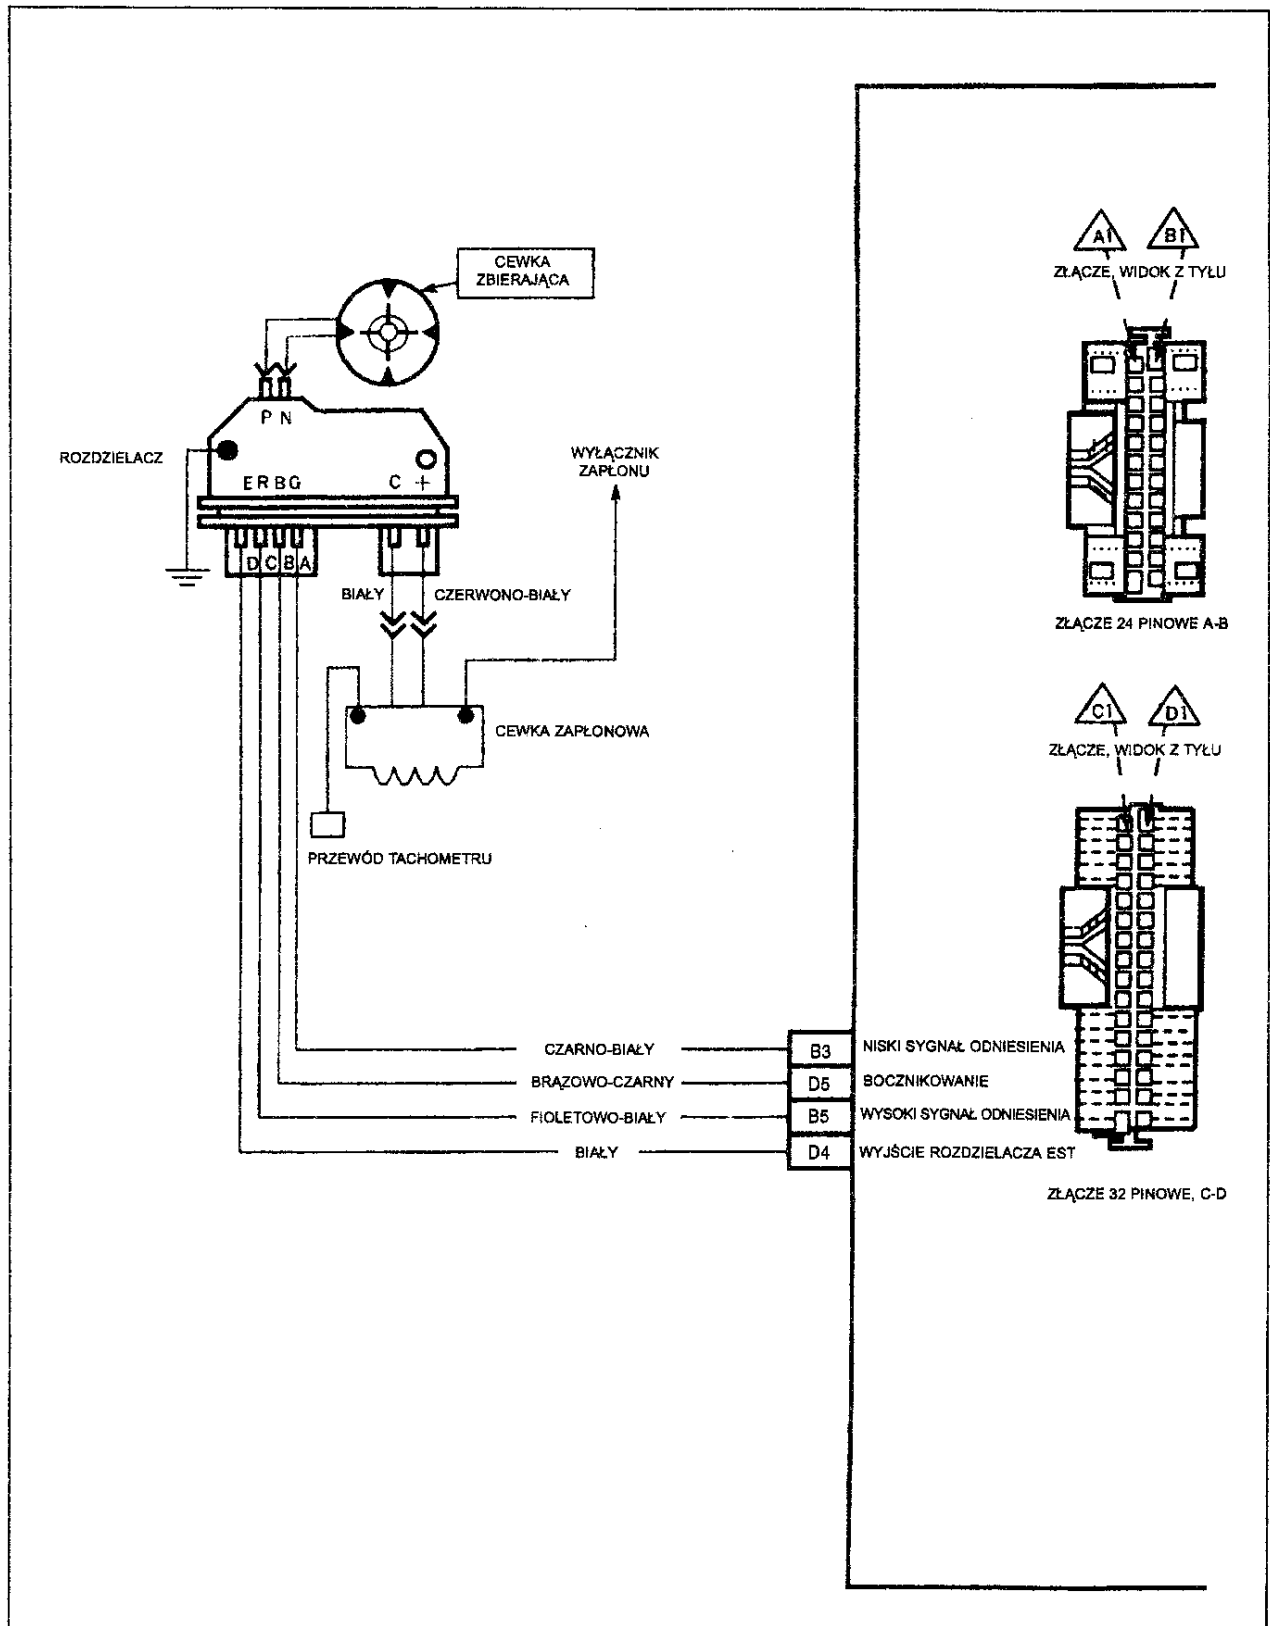 A1 B1
ZŁĄCZE, WIDOK Z TYŁU
CEWKA
ZBIERAJĄCA
P N
ROZDZIELACZ
WYŁĄCZNIK
ZAPŁONU
E R B G C +
D C B A
BIAŁY CZERWONO-BIAŁY
ZŁĄCZE 24 PINOWE A-B
C1 D1
CEWKA ZAPŁONOWA
ZŁĄCZE, WIDOK Z TYŁU
PRZEWÓD TACHOMETRU
CZARNO-BIAŁY B3 NISKI SYGNAŁ ODNIESIENIA
BRĄZOWO-CZARNY D5 BOCZNIKOWANIE
FIOLETOWO-BIAŁY B5 WYSOKI SYGNAŁ ODNIESIENIA
BIAŁY D4 WYJŚCIE ROZDZIELACZA EST
ZŁĄCZE 32 PINOWE, C-D